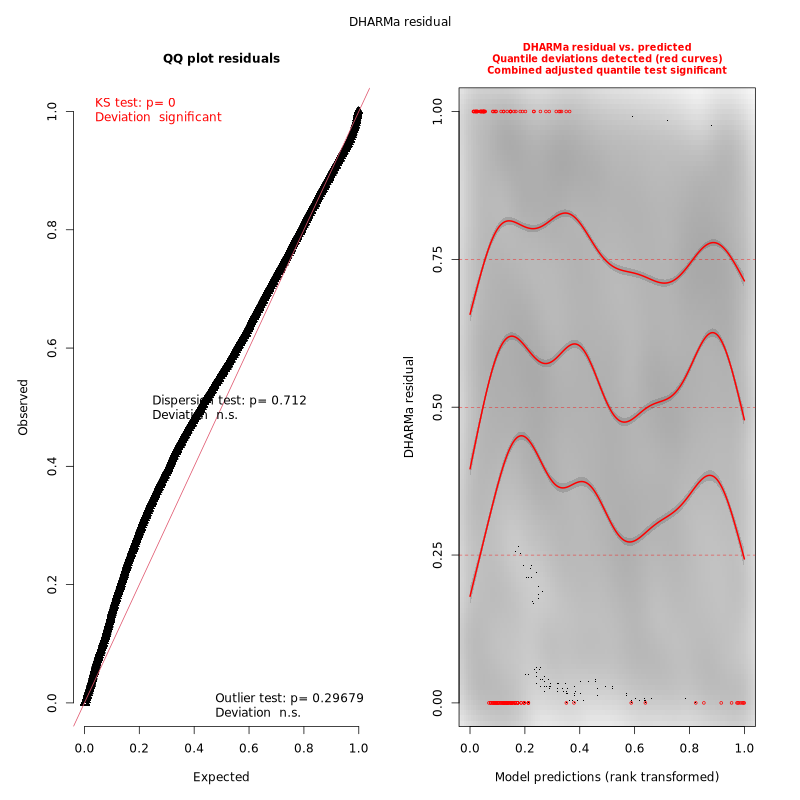 DHARMa residual
QQ plot residuals
KS test: p= 0
Deviation  significant
Dispersion test: p= 0.712
Deviation  n.s.
Outlier test: p= 0.29679
Deviation  n.s.
Observed
0.0
0.2
0.4
0.6
0.8
1.0
0.0
0.2
0.4
0.6
0.8
1.0
Expected
DHARMa residual vs. predicted
Quantile deviations detected (red curves)
Combined adjusted quantile test significant
DHARMa residual
0.00
0.25
0.50
0.75
1.00
0.0
0.2
0.4
0.6
0.8
1.0
Model predictions (rank transformed)